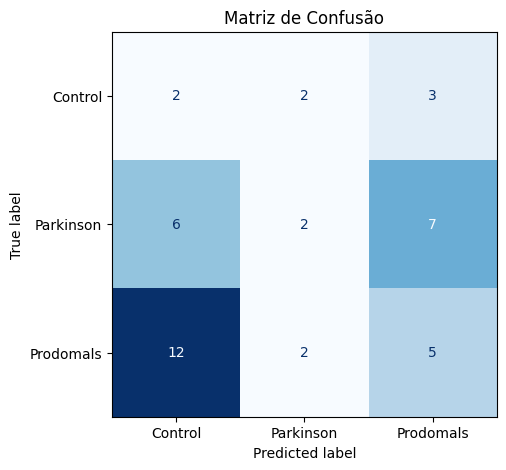 Matriz de Confusão
Control 2 2 3
Parkinson 6 2 7
Prodomals 12 2 5
Control Parkinson Prodomals
Predicted label
True label